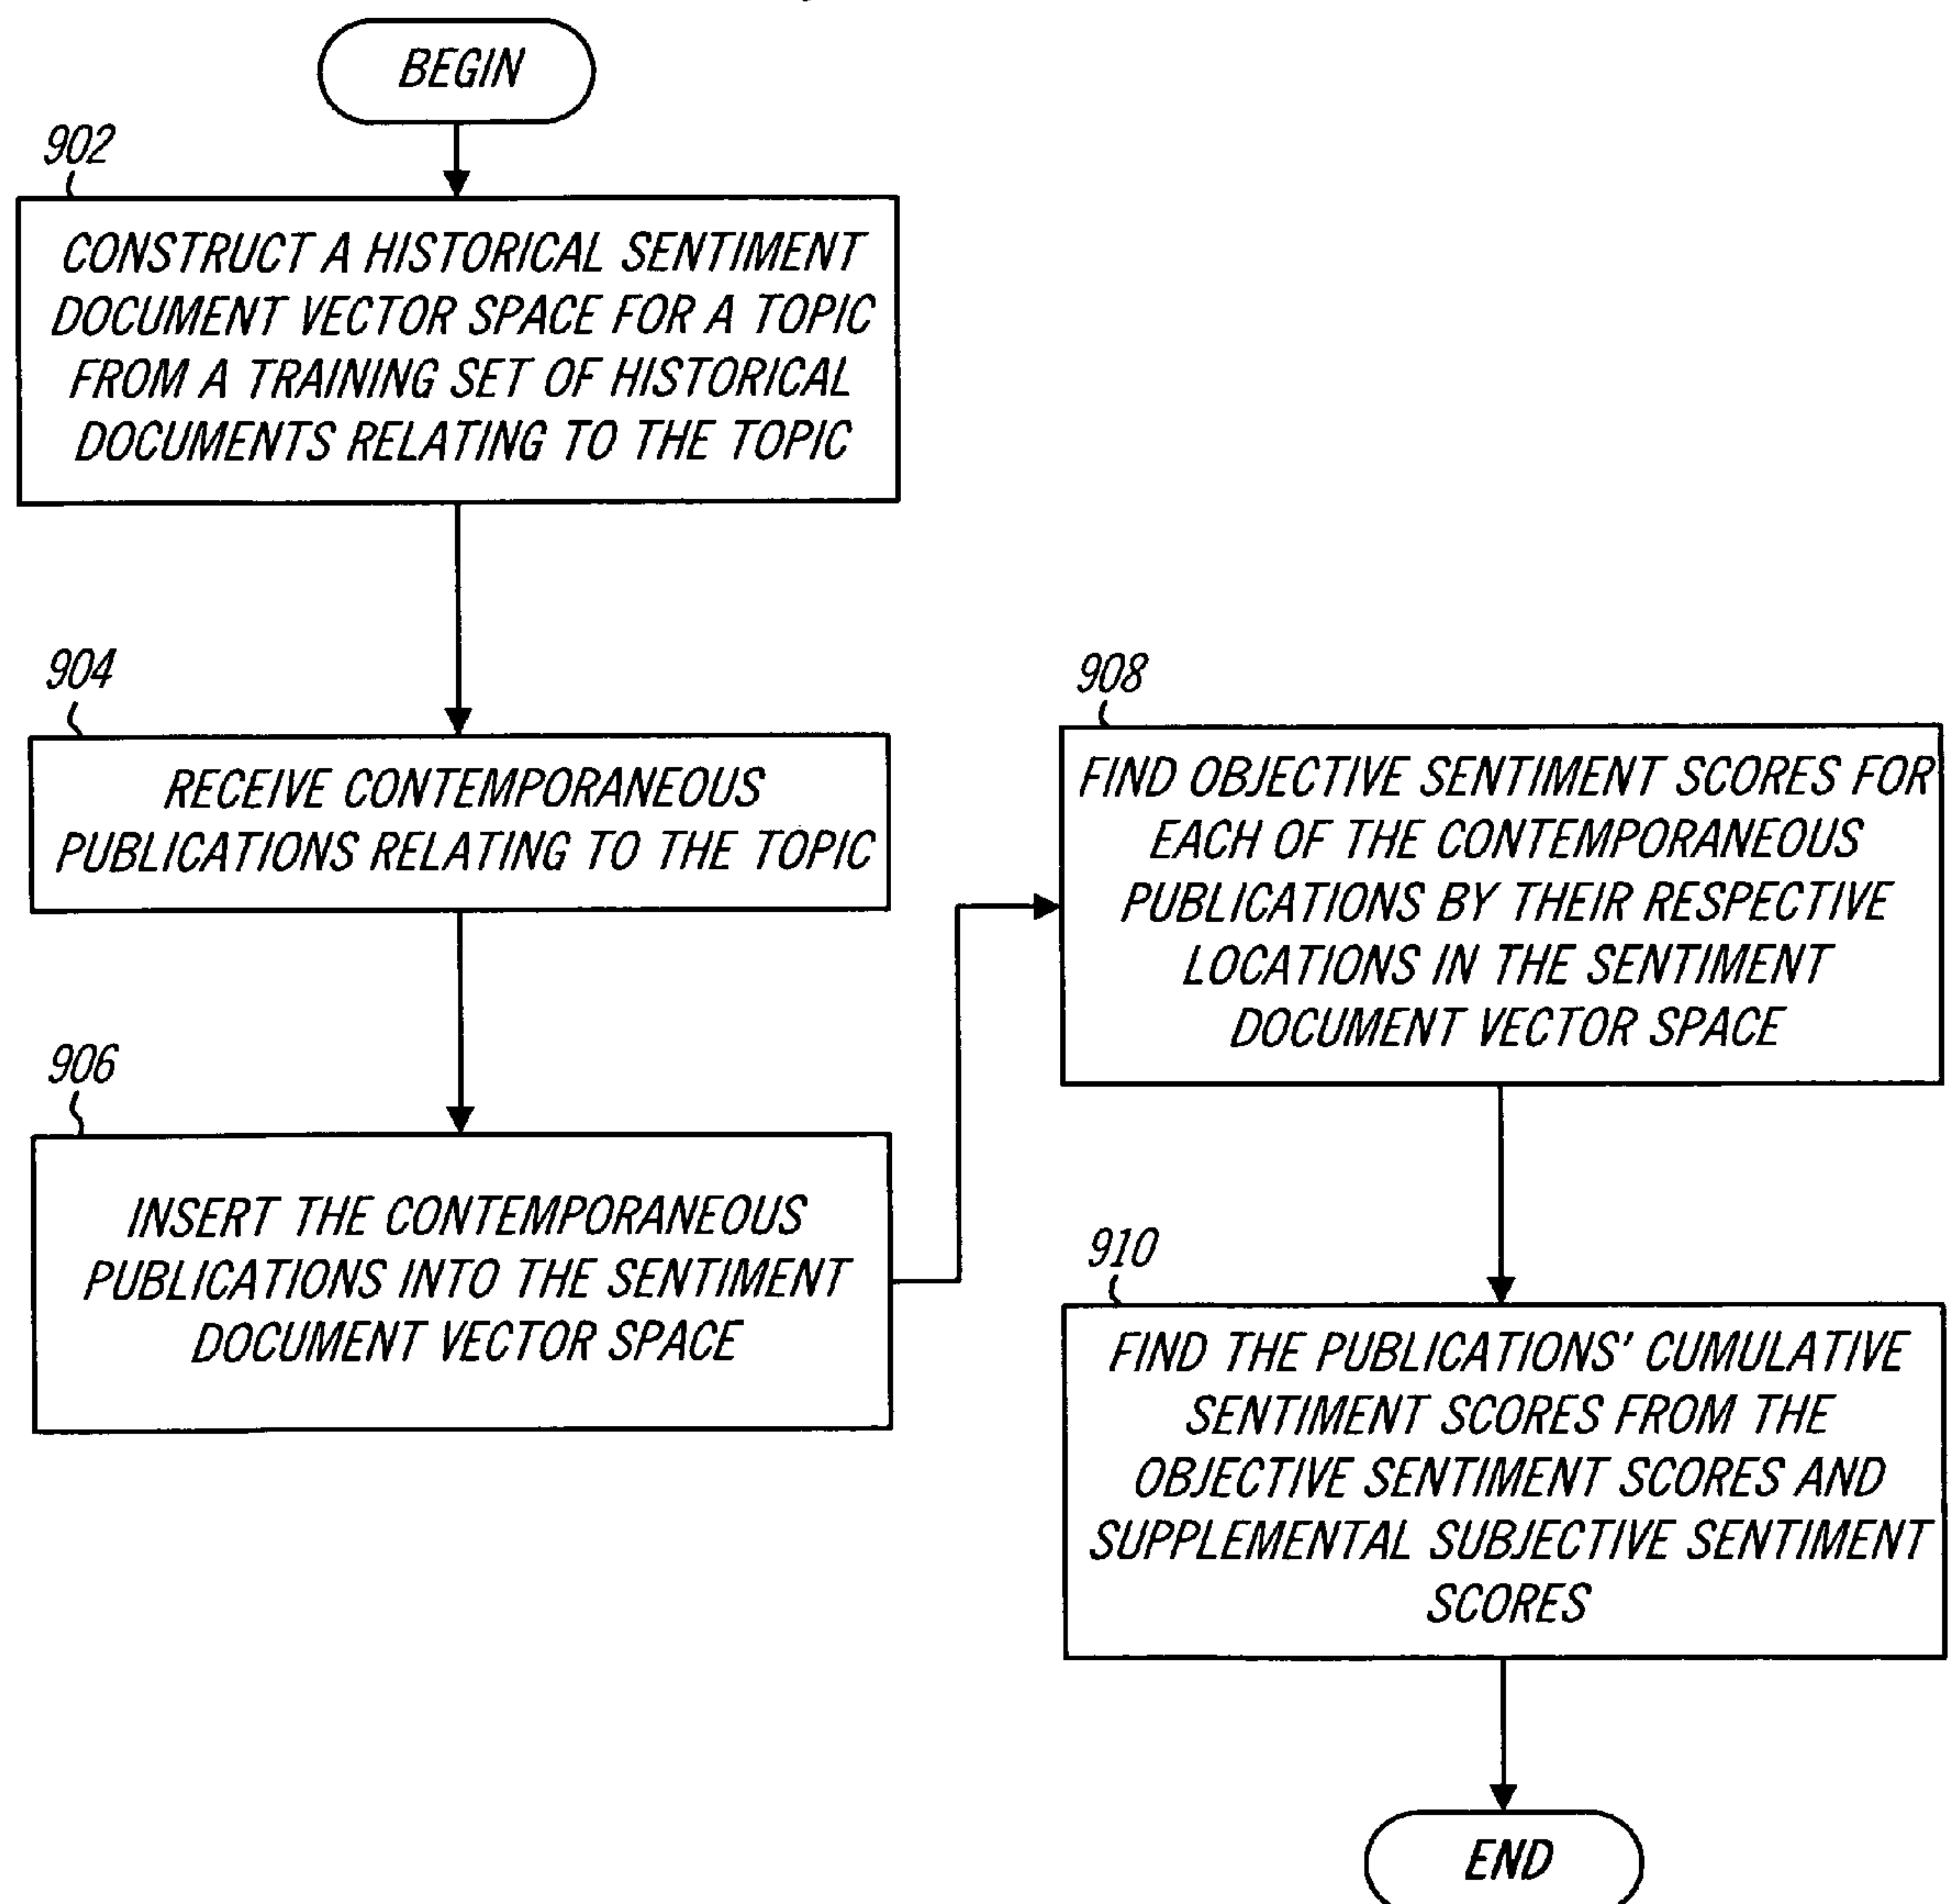 BEGIN
902
CONSTRUCT A HISTORICAL SENTIMENT
DOCUMENT VECTOR SPACE FOR A TOPIC
FROM A TRAINING SET OF HISTORICAL
DOCUMENTS RELATING TO THE TOPIC
904
RECEIVE CONTEMPORANEOUS
PUBLICATIONS RELATING TO THE TOPIC
906
INSERT THE CONTEMPORANEOUS
PUBLICATIONS INTO THE SENTIMENT
DOCUMENT VECTOR SPACE
908
FIND OBJECTIVE SENTIMENT SCORES FOR
EACH OF THE CONTEMPORANEOUS
PUBLICATIONS BY THEIR RESPECTIVE
LOCATIONS IN THE SENTIMENT
DOCUMENT VECTOR SPACE
910
FIND THE PUBLICATIONS' CUMULATIVE
SENTIMENT SCORES FROM THE
OBJECTIVE SENTIMENT SCORES AND
SUPPLEMENTAL SUBJECTIVE SENTIMENT
SCORES
END